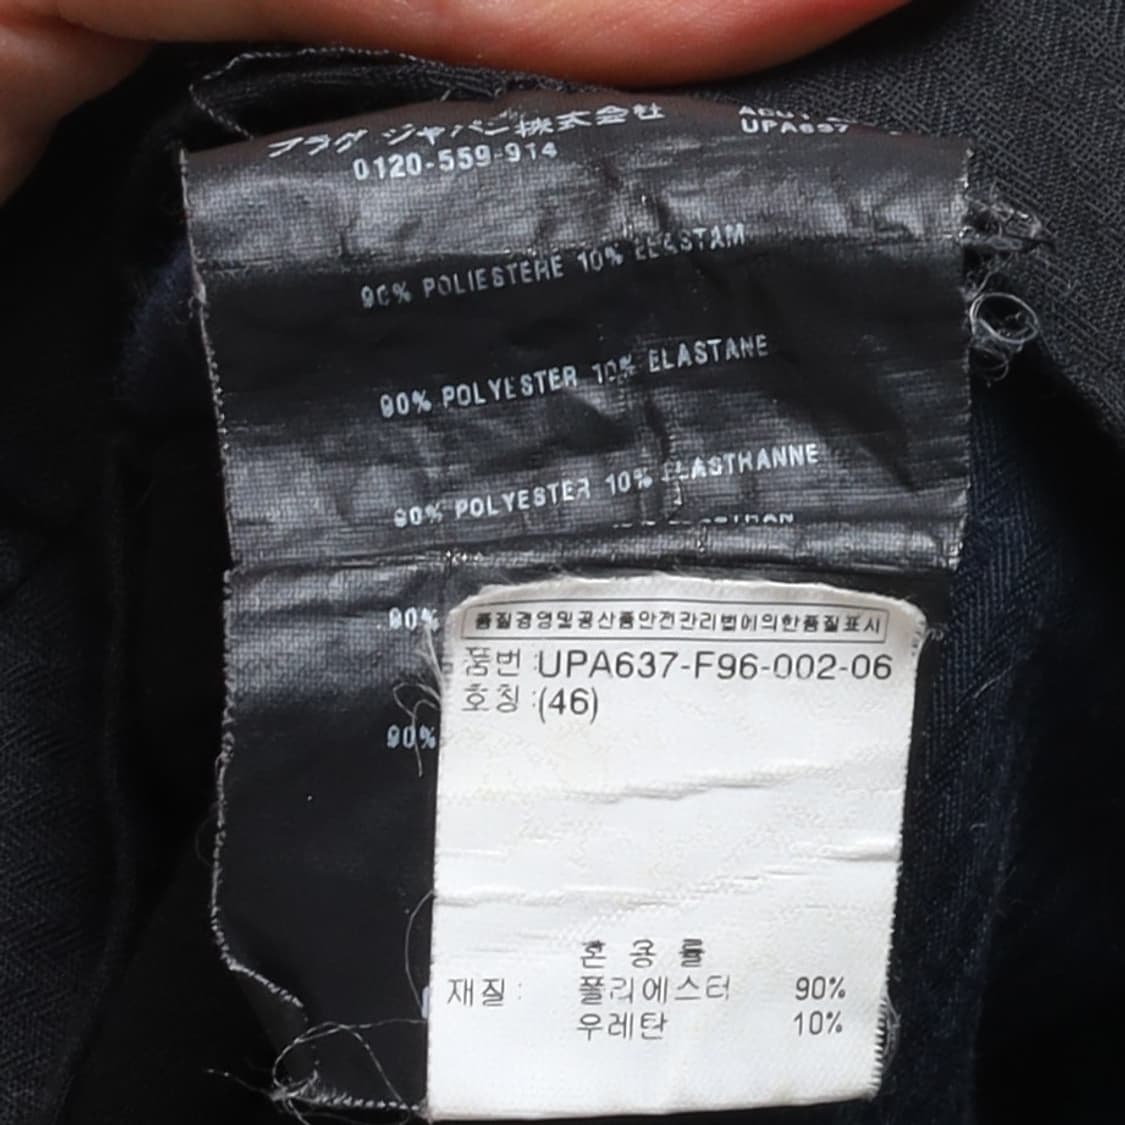 プラダ ジャパン株式会社
0120-559-914
UPA637
90% POLIESTERE 10% ELASTAM
90% POLYESTER 10% ELASTANE
90% POLYESTER 10% ELASTHANNE
90%
90%
품질경영및공산품안전관리법에의한품질표시
품번 :UPA637-F96-002-06
호칭 :(46)
혼 용 률
재질 : 폴리에스터 90%
우레탄 10%